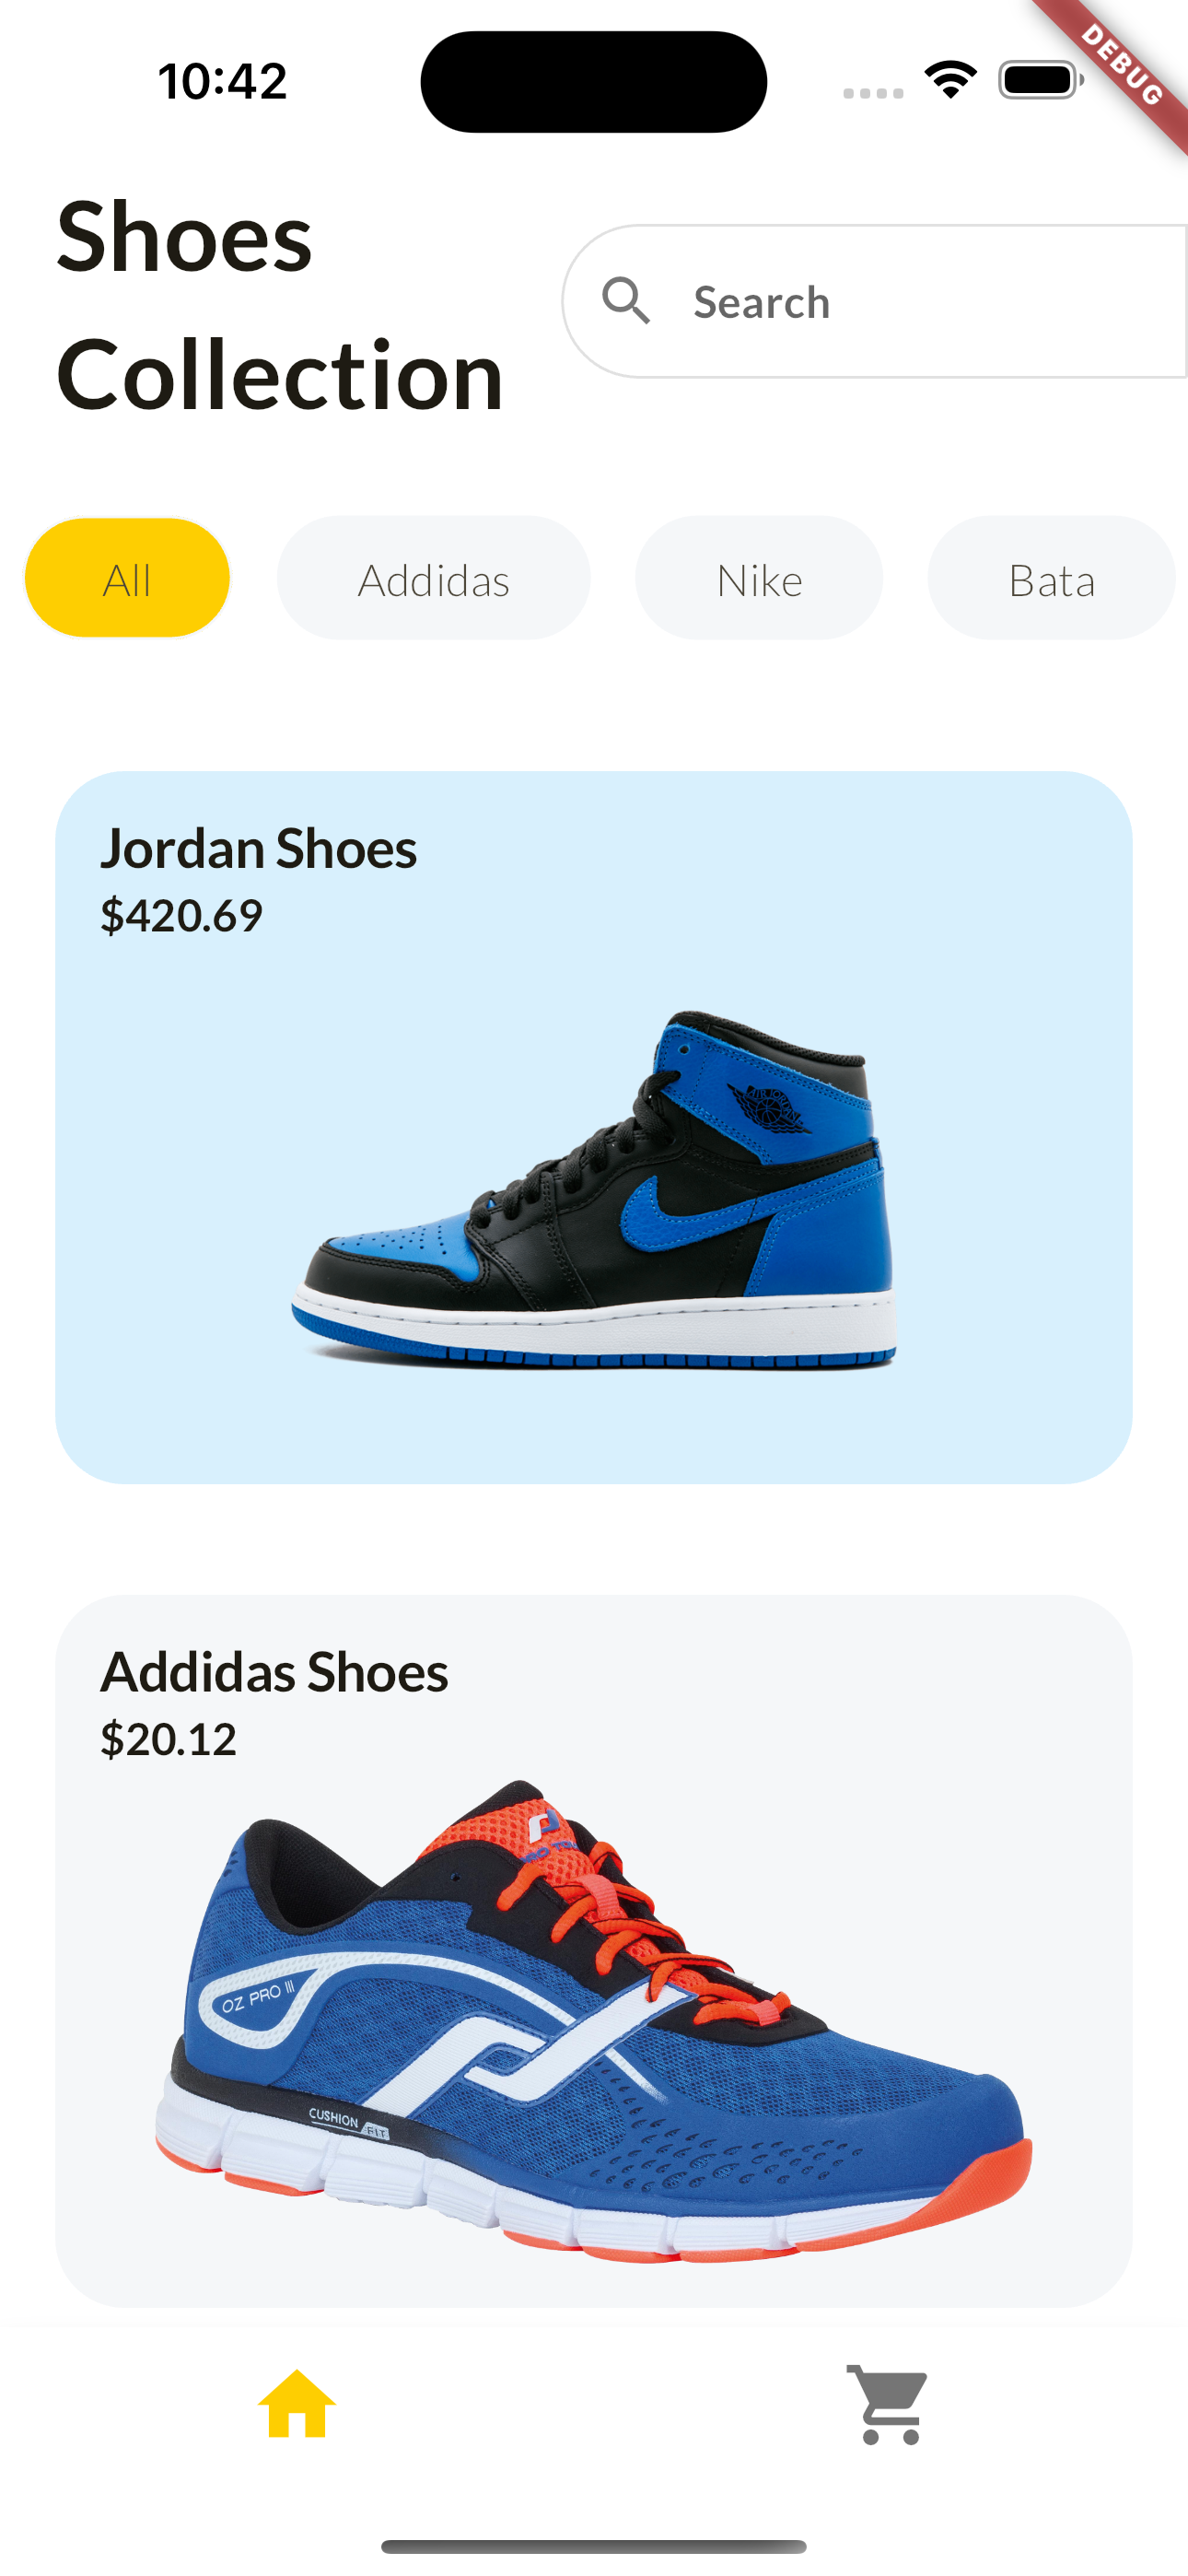 10:42
DEBUG
Shoes
Collection
Search
All
Addidas
Nike
Bata
Jordan Shoes
$420.69
Addidas Shoes
$20.12
OZ PRO III
CUSHION
FIT